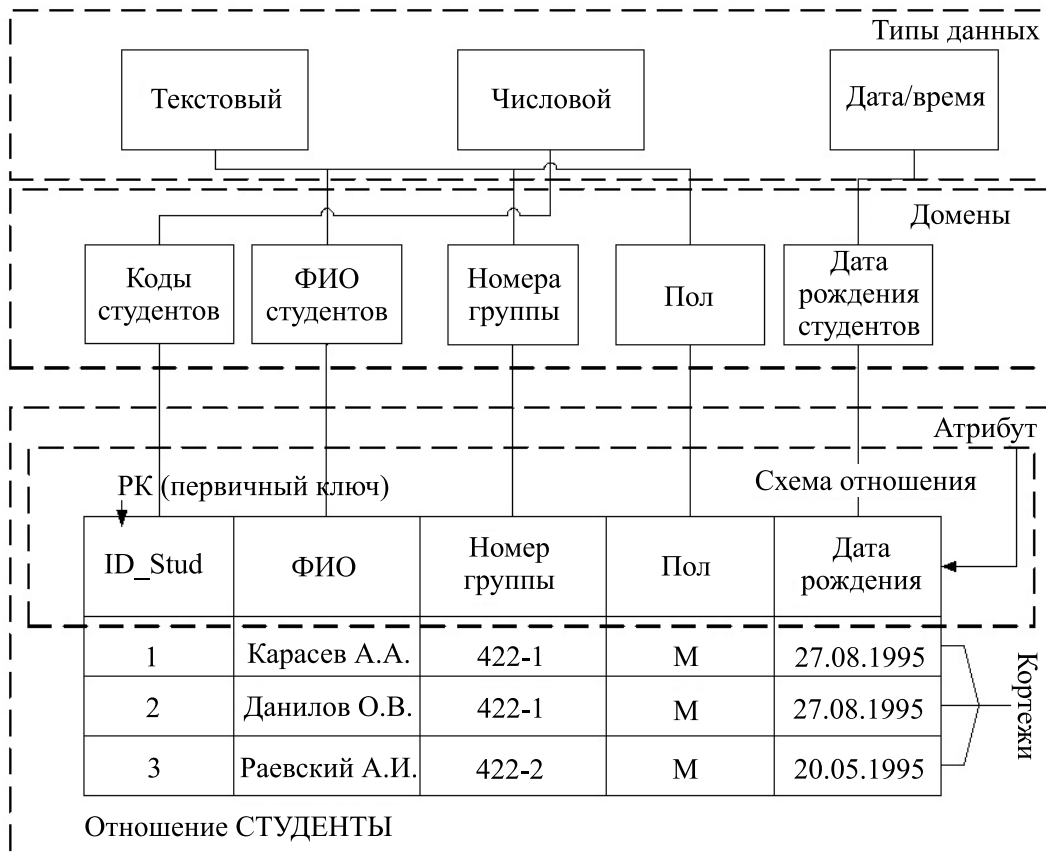 Типы данных
Текстовый
Числовой
Дата/время
Домены
Коды
студентов
ФИО
студентов
Номера
группы
Пол
Дата
рождения
студентов
Атрибут
РК (первичный ключ)
Схема отношения
ID_Stud
ФИО
Номер
группы
Пол
Дата
рождения
1 Карасев А.А. 422-1 М 27.08.1995
2 Данилов О.В. 422-1 М 27.08.1995
3 Раевский А.И. 422-2 М 20.05.1995
Кортежи
Отношение СТУДЕНТЫ